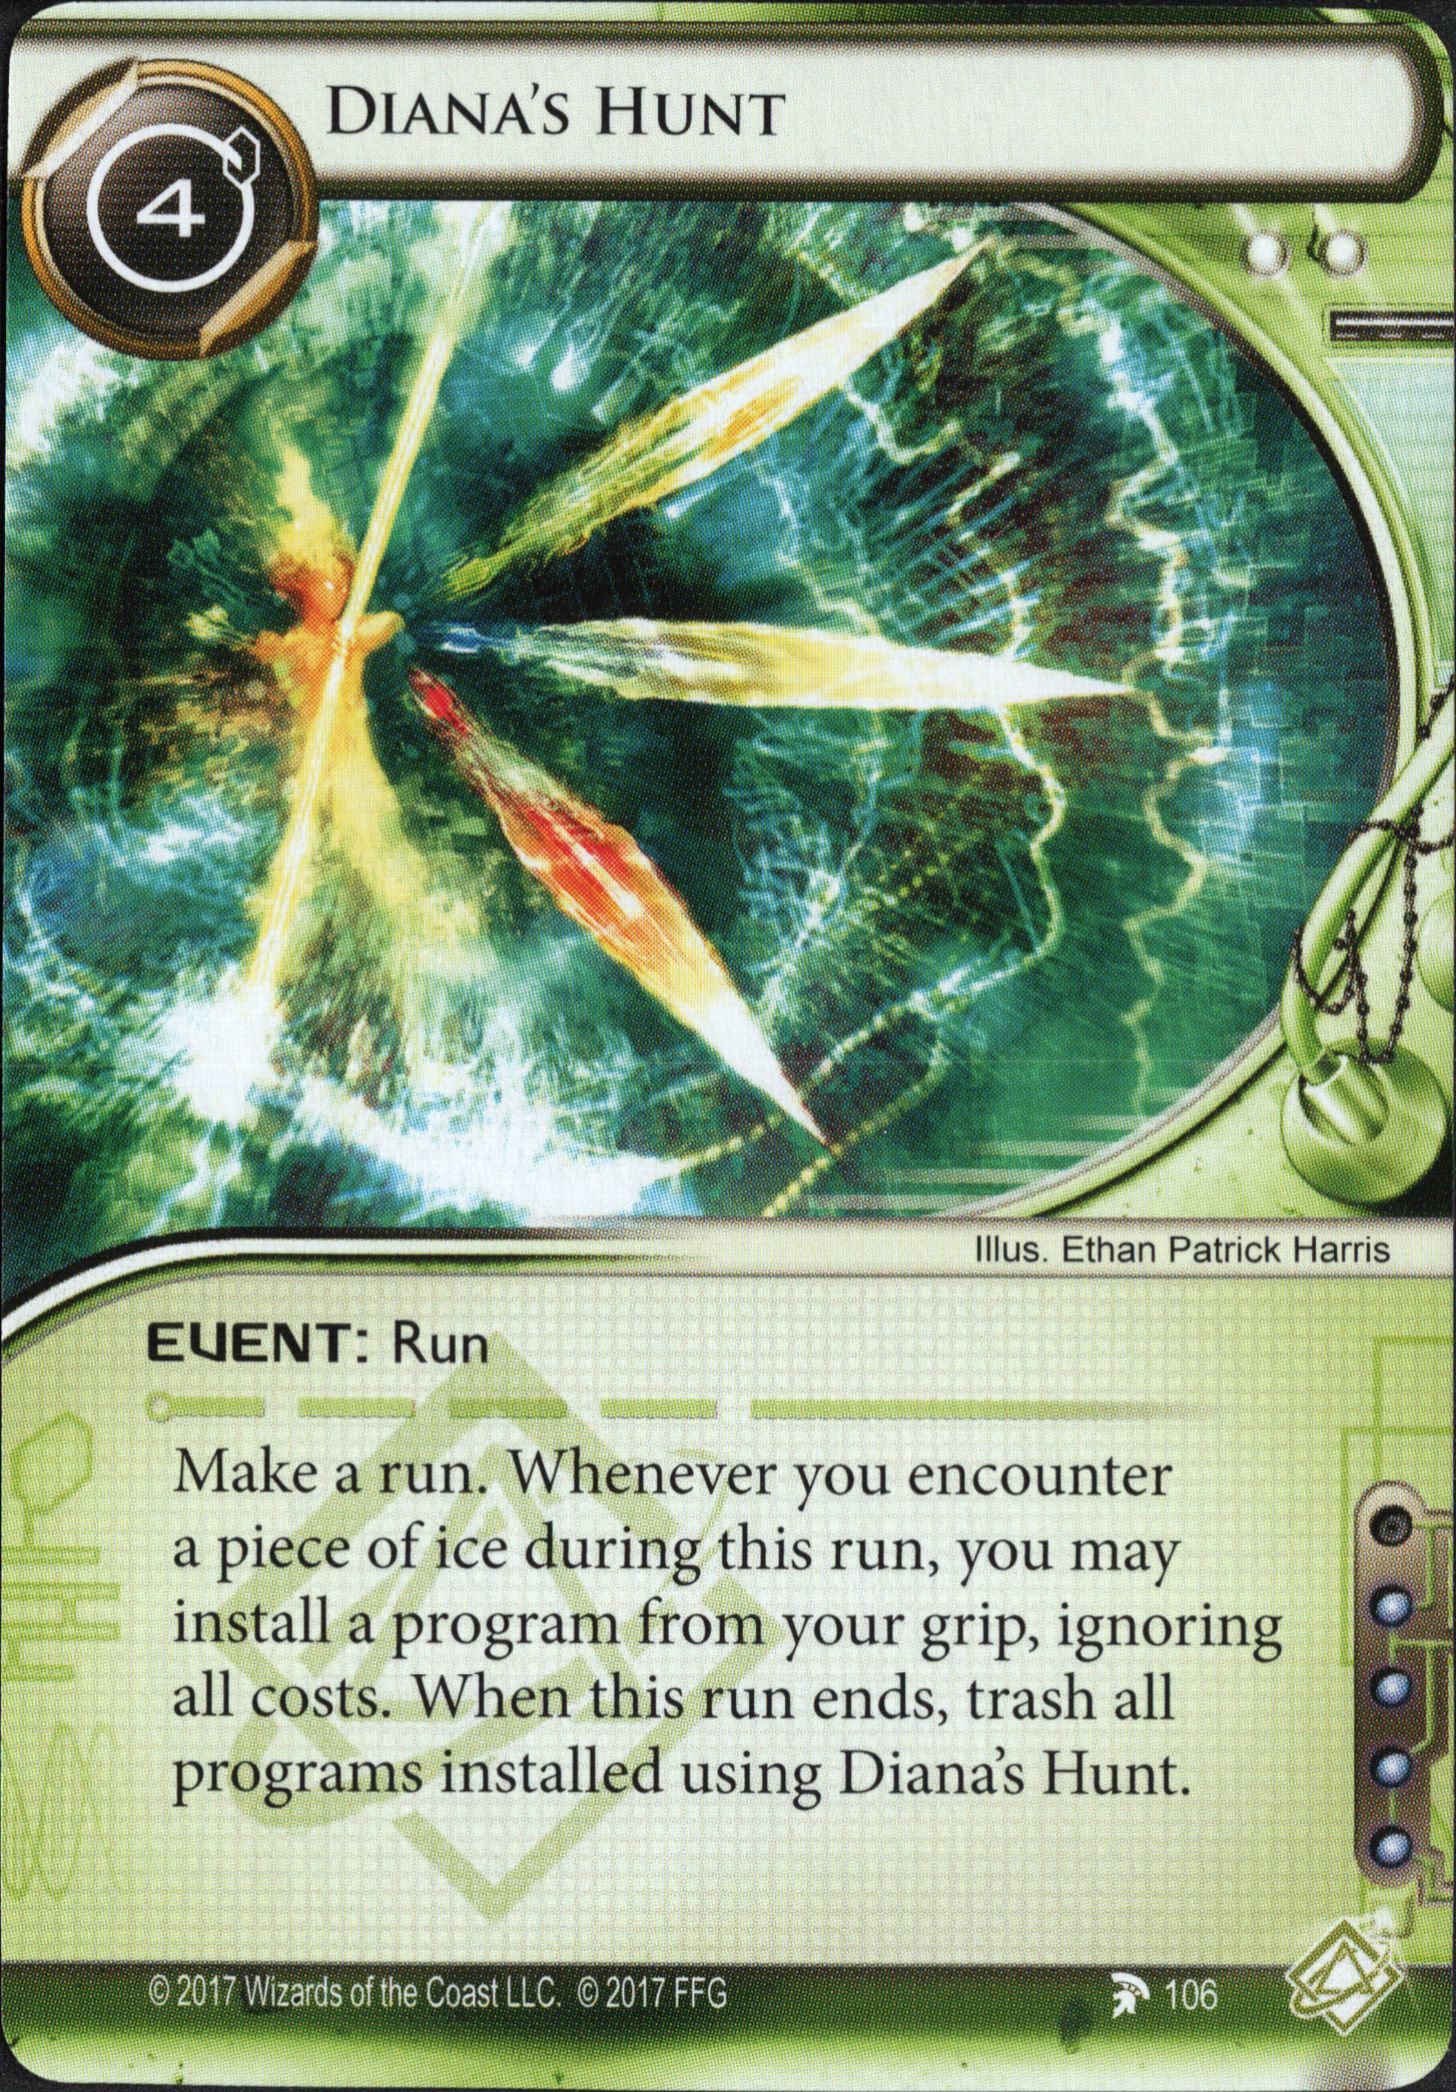 Diana's Hunt
4
Illus. Ethan Patrick Harris
EVENT: Run
Make a run. Whenever you encounter
a piece of ice during this run, you may
install a program from your grip, ignoring
all costs. When this run ends, trash all
programs installed using Diana's Hunt.
© 2017 Wizards of the Coast LLC. © 2017 FFG
106